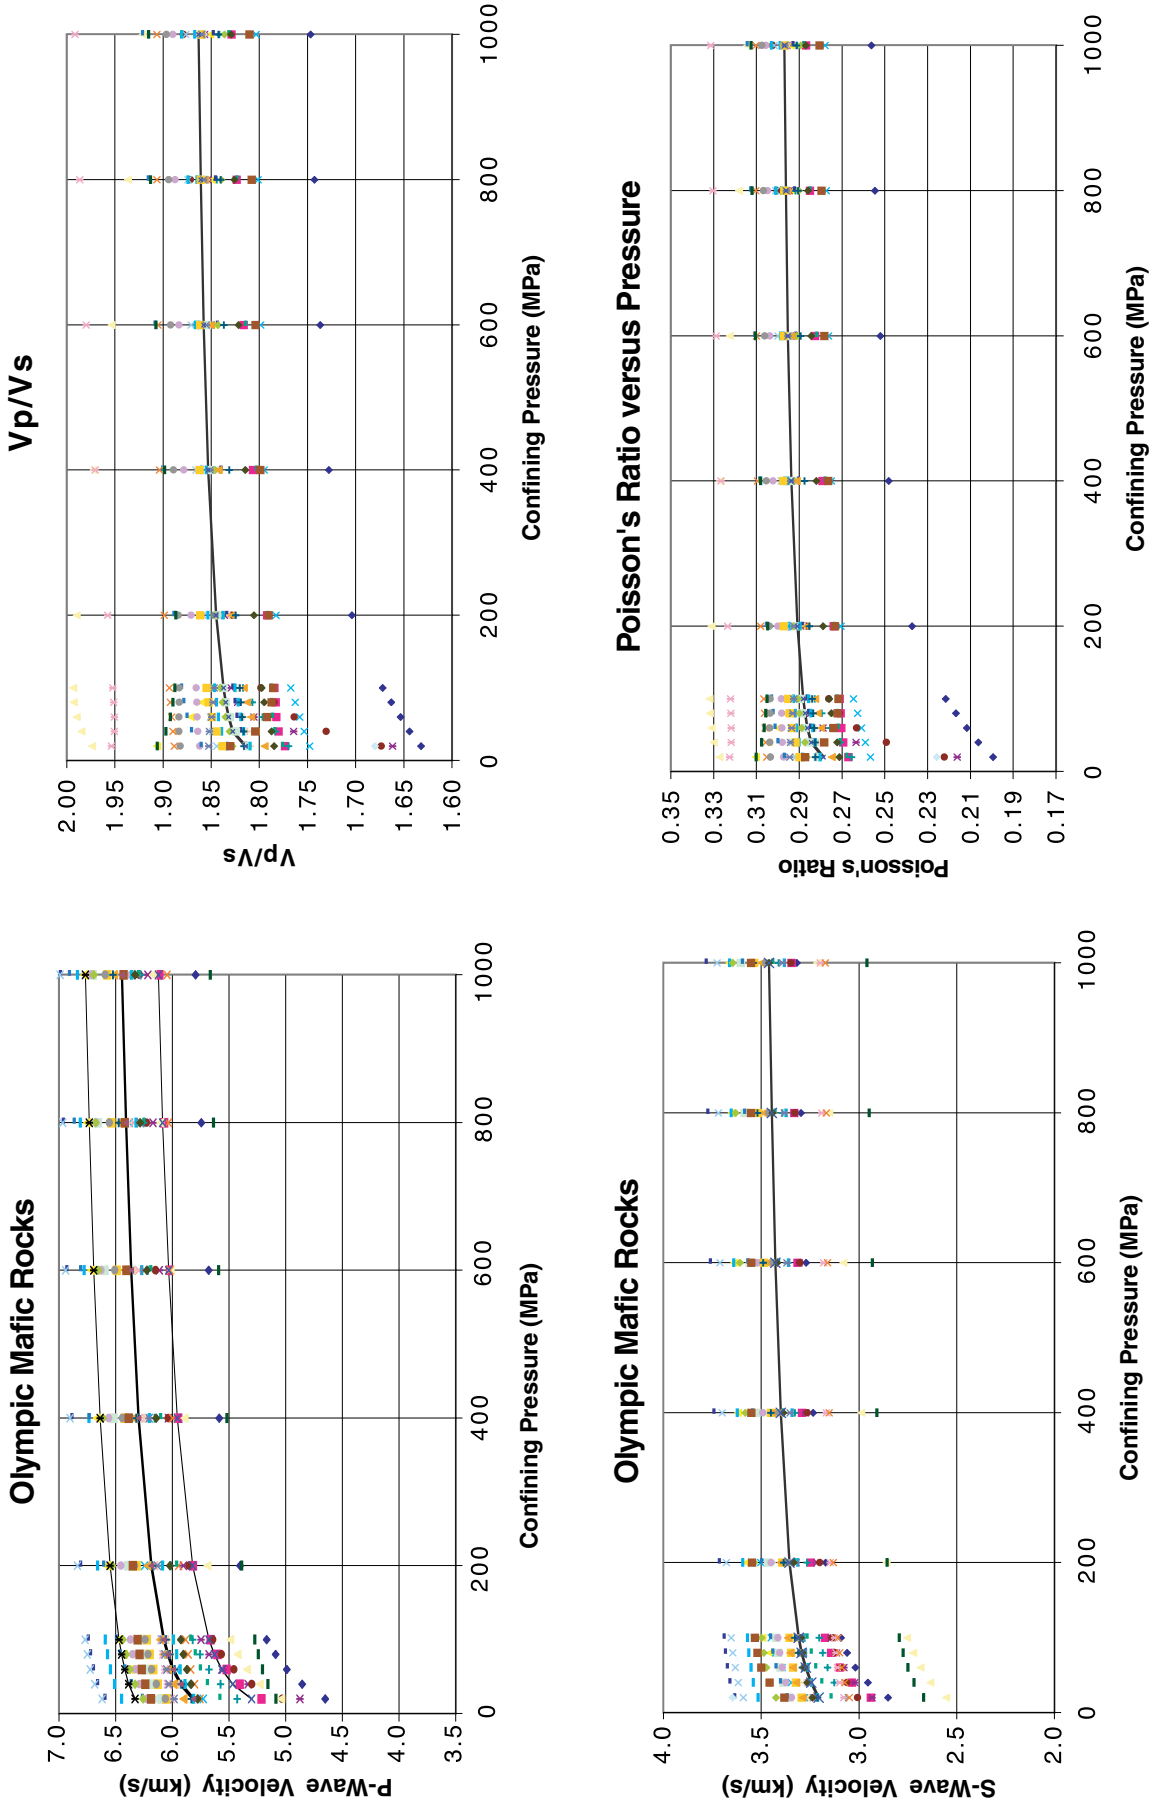 Olympic Mafic Rocks
P-Wave Velocity (km/s)
7.0
6.5
6.0
5.5
5.0
4.5
4.0
3.5
0 200 400 600 800 1000
Confining Pressure (MPa)
Vp/Vs
Vp/Vs
2.00
1.95
1.90
1.85
1.80
1.75
1.70
1.65
1.60
0 200 400 600 800 1000
Confining Pressure (MPa)
Olympic Mafic Rocks
S-Wave Velocity (km/s)
4.0
3.5
3.0
2.5
2.0
0 200 400 600 800 1000
Confining Pressure (MPa)
Poisson's Ratio versus Pressure
Poisson's Ratio
0.35
0.33
0.31
0.29
0.27
0.25
0.23
0.21
0.19
0.17
0 200 400 600 800 1000
Confining Pressure (MPa)